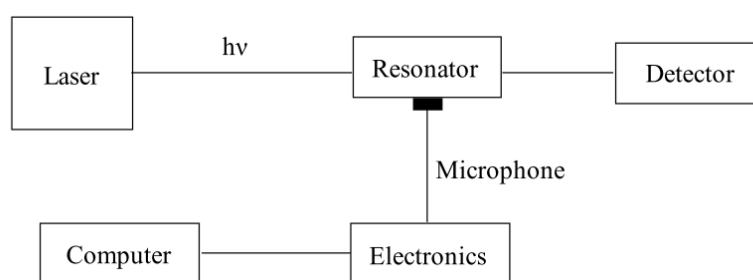 hν
Laser
Resonator
Detector
Microphone
Computer
Electronics